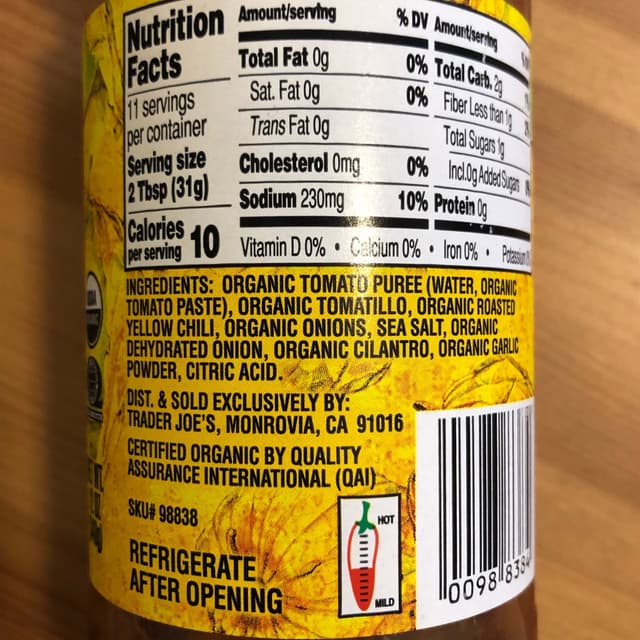 Nutrition Facts
11 servings per container
Serving size
2 Tbsp (31g)
Calories per serving 10
Amount/serving % DV
Total Fat 0g 0%
Sat. Fat 0g 0%
Trans Fat 0g
Cholesterol 0mg 0%
Sodium 230mg 10%
Amount/serving
Total Carb. 2g
Fiber Less than 1g
Total Sugars 1g
Incl. 0g Added Sugars
Protein 0g
Vitamin D 0% • Calcium 0% • Iron 0% • Potassium
INGREDIENTS: ORGANIC TOMATO PUREE (WATER, ORGANIC
TOMATO PASTE), ORGANIC TOMATILLO, ORGANIC ROASTED
YELLOW CHILI, ORGANIC ONIONS, SEA SALT, ORGANIC
DEHYDRATED ONION, ORGANIC CILANTRO, ORGANIC GARLIC
POWDER, CITRIC ACID.
DIST. & SOLD EXCLUSIVELY BY:
TRADER JOE'S, MONROVIA, CA 91016
CERTIFIED ORGANIC BY QUALITY
ASSURANCE INTERNATIONAL (QAI)
SKU# 98838
REFRIGERATE
AFTER OPENING
HOT
MILD
0098 838